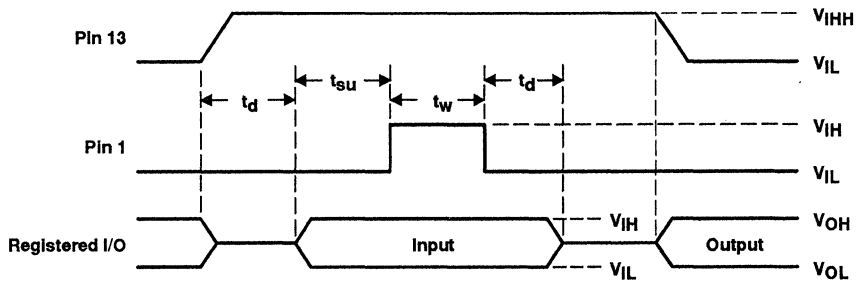 Pin 13
VIHH
VIL
tsu
td
td
tw
Pin 1
VIH
VIL
Registered I/O
Input
VIH
VIL
Output
VOH
VOL